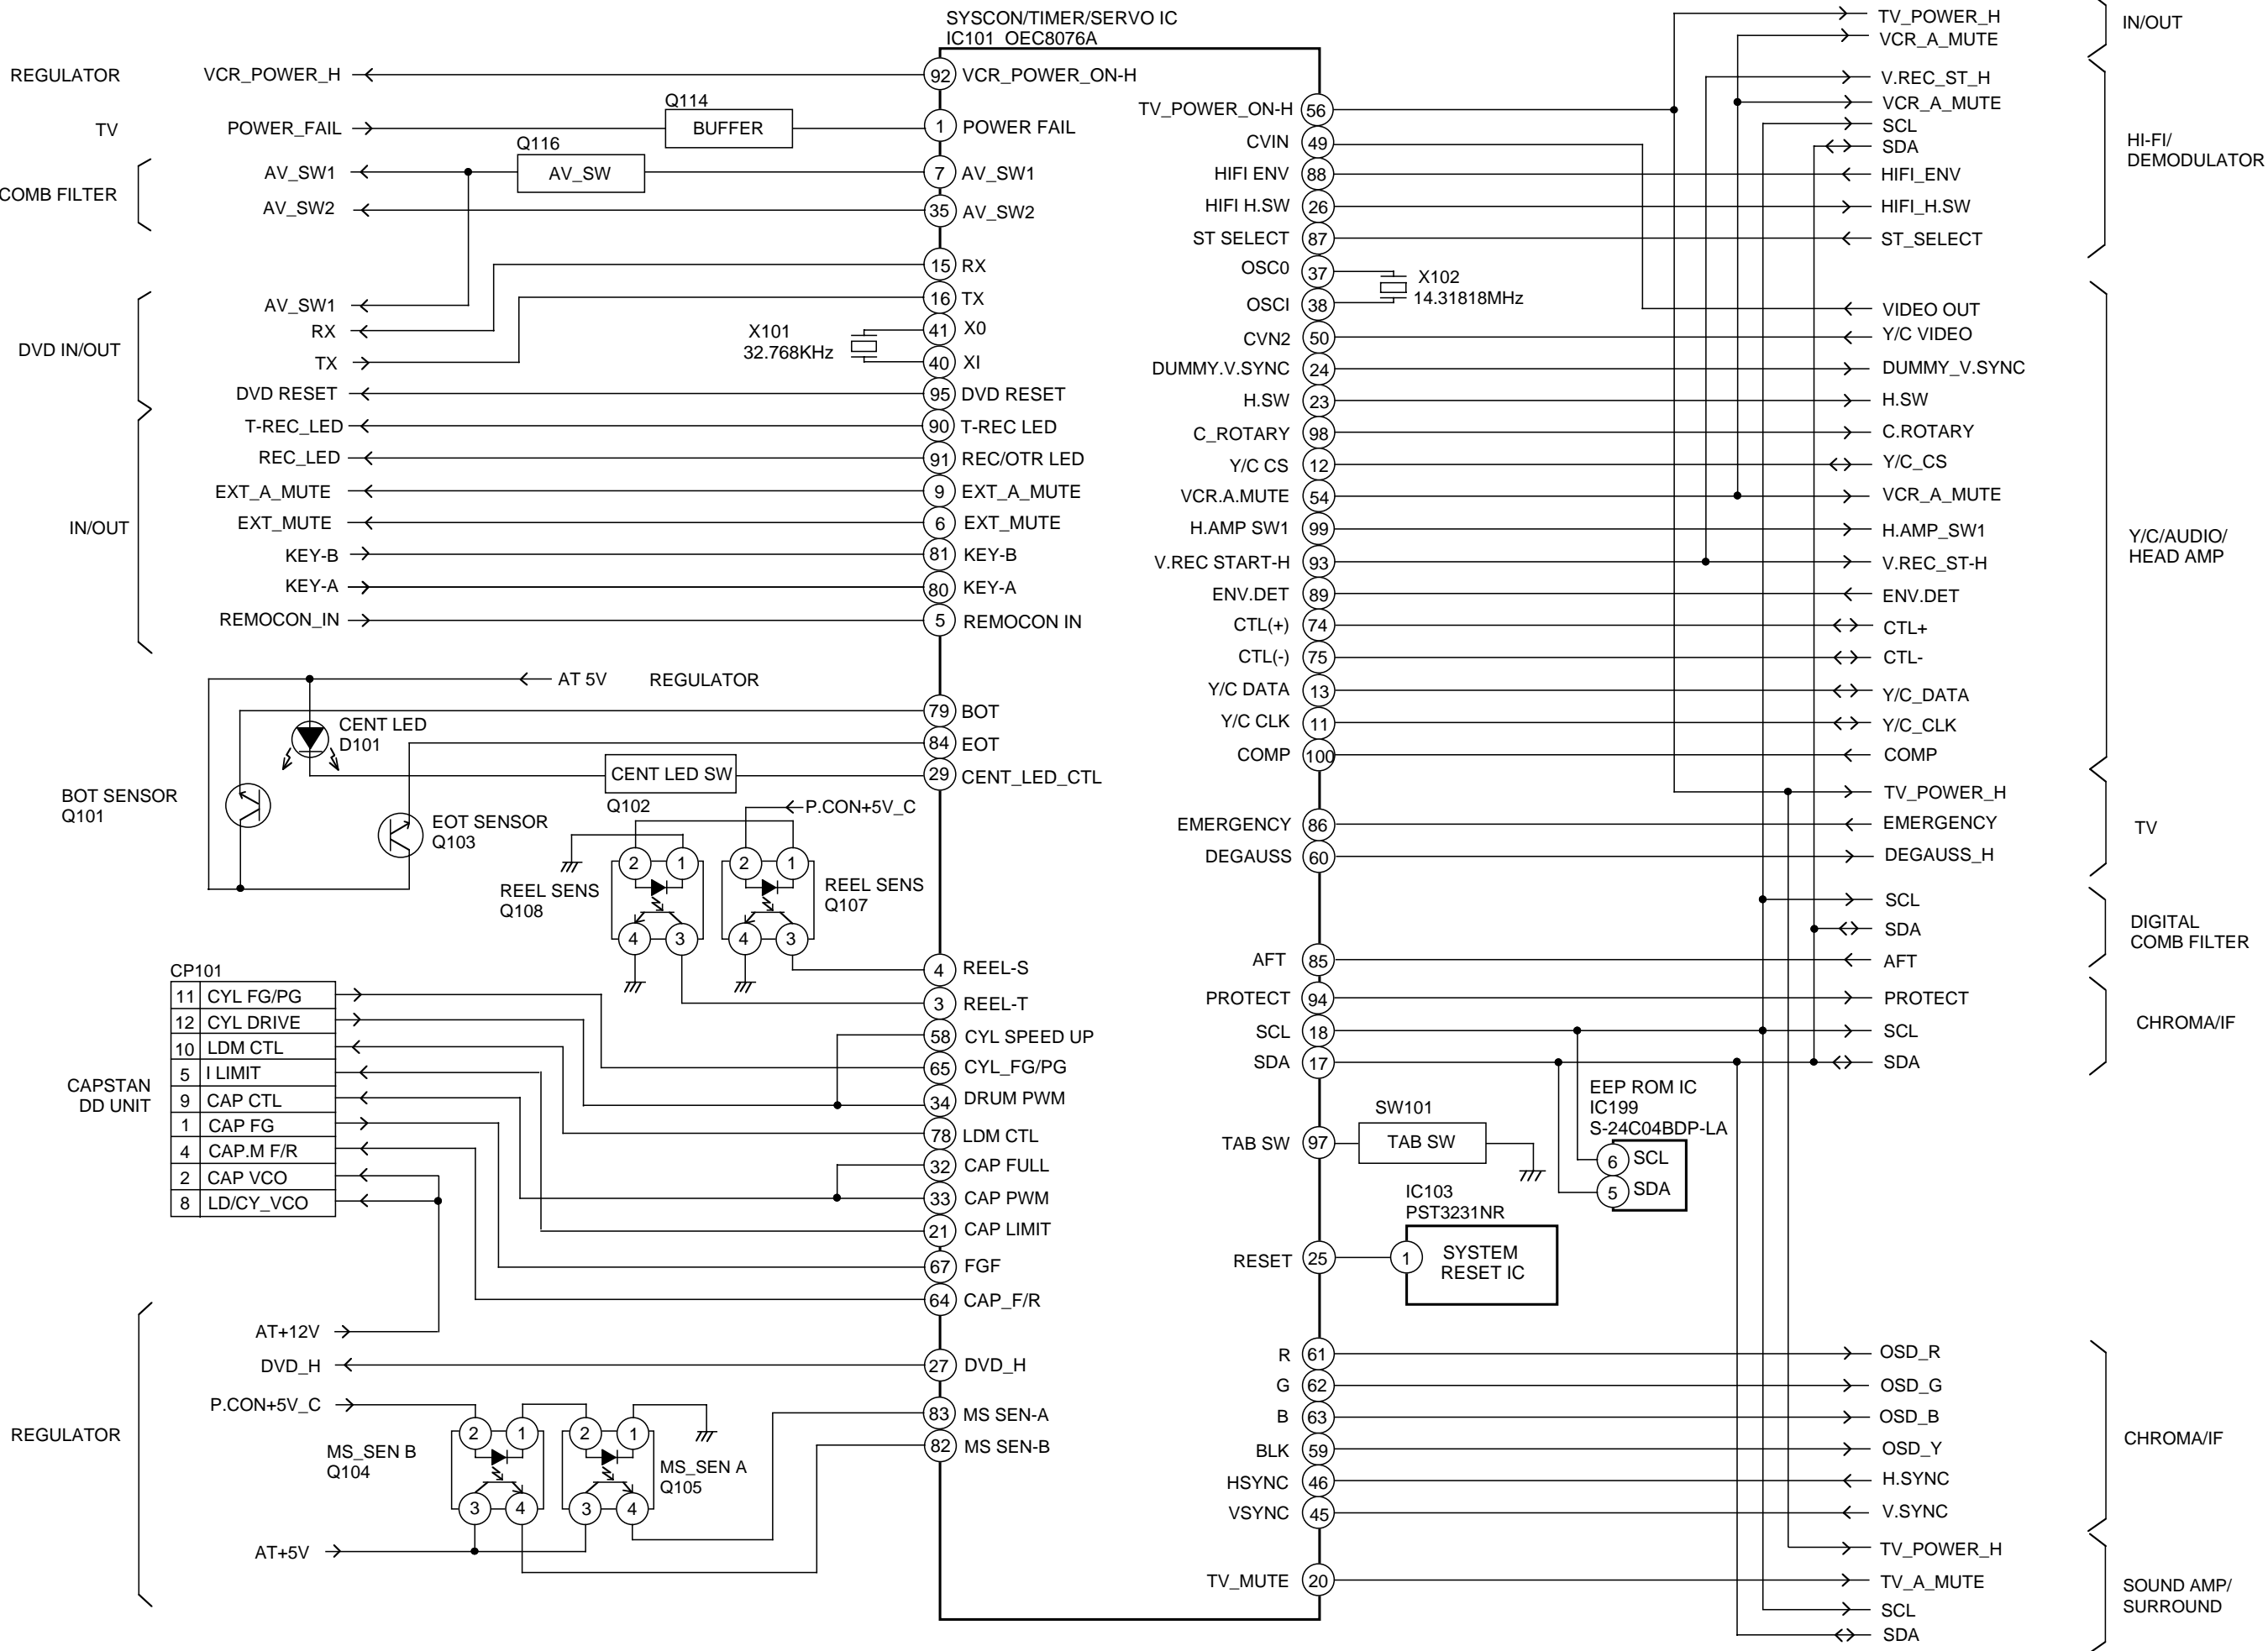 SYSCON/TIMER/SERVO IC
IC101 OEC8076A
REGULATOR
VCR_POWER_H
92 VCR_POWER_ON-H
TV
POWER_FAIL
Q114
BUFFER
1 POWER FAIL
COMB FILTER
AV_SW1
Q116
AV_SW
7 AV_SW1
AV_SW2
35 AV_SW2
15 RX
16 TX
DVD IN/OUT
AV_SW1
RX
TX
X101
32.768KHz
41 X0
40 XI
DVD RESET
95 DVD RESET
IN/OUT
T-REC_LED
90 T-REC LED
REC_LED
91 REC/OTR LED
EXT_A_MUTE
9 EXT_A_MUTE
EXT_MUTE
6 EXT_MUTE
KEY-B
81 KEY-B
KEY-A
80 KEY-A
REMOCON_IN
5 REMOCON IN
AT 5V
REGULATOR
79 BOT
CENT LED
D101
84 EOT
CENT LED SW
Q102
29 CENT_LED_CTL
BOT SENSOR
Q101
EOT SENSOR
Q103
P.CON+5V_C
2 1
2 1
REEL SENS
Q108
REEL SENS
Q107
4 3
4 3
4 REEL-S
3 REEL-T
58 CYL SPEED UP
65 CYL_FG/PG
34 DRUM PWM
78 LDM CTL
32 CAP FULL
33 CAP PWM
21 CAP LIMIT
67 FGF
64 CAP_F/R
CP101
CAPSTAN
DD UNIT
11 CYL FG/PG
12 CYL DRIVE
10 LDM CTL
5 I LIMIT
9 CAP CTL
1 CAP FG
4 CAP.M F/R
2 CAP VCO
8 LD/CY_VCO
REGULATOR
AT+12V
DVD_H
27 DVD_H
P.CON+5V_C
83 MS SEN-A
82 MS SEN-B
2 1
2 1
MS_SEN B
Q104
MS_SEN A
Q105
3 4
3 4
AT+5V
TV_POWER_H
VCR_A_MUTE
IN/OUT
V.REC_ST_H
VCR_A_MUTE
SCL
SDA
HI-FI/
DEMODULATOR
TV_POWER_ON-H 56
CVIN 49
HIFI ENV 88
HIFI_ENV
HIFI H.SW 26
HIFI_H.SW
ST SELECT 87
ST_SELECT
OSC0 37
OSCI 38
X102
14.31818MHz
VIDEO OUT
CVN2 50
Y/C VIDEO
DUMMY.V.SYNC 24
DUMMY_V.SYNC
H.SW 23
H.SW
C_ROTARY 98
C.ROTARY
Y/C CS 12
Y/C_CS
VCR.A.MUTE 54
VCR_A_MUTE
H.AMP SW1 99
H.AMP_SW1
Y/C/AUDIO/
HEAD AMP
V.REC START-H 93
V.REC_ST-H
ENV.DET 89
ENV.DET
CTL(+) 74
CTL+
CTL(-) 75
CTL-
Y/C DATA 13
Y/C_DATA
Y/C CLK 11
Y/C_CLK
COMP 100
COMP
TV_POWER_H
EMERGENCY 86
EMERGENCY
TV
DEGAUSS 60
DEGAUSS_H
SCL
SDA
DIGITAL
COMB FILTER
AFT 85
AFT
PROTECT 94
PROTECT
SCL 18
SCL
CHROMA/IF
SDA 17
SDA
EEP ROM IC
IC199
S-24C04BDP-LA
6 SCL
5 SDA
SW101
TAB SW 97
TAB SW
IC103
PST3231NR
RESET 25
1
SYSTEM
RESET IC
R 61
OSD_R
G 62
OSD_G
B 63
OSD_B
BLK 59
OSD_Y
CHROMA/IF
HSYNC 46
H.SYNC
VSYNC 45
V.SYNC
TV_POWER_H
TV_MUTE 20
TV_A_MUTE
SCL
SDA
SOUND AMP/
SURROUND